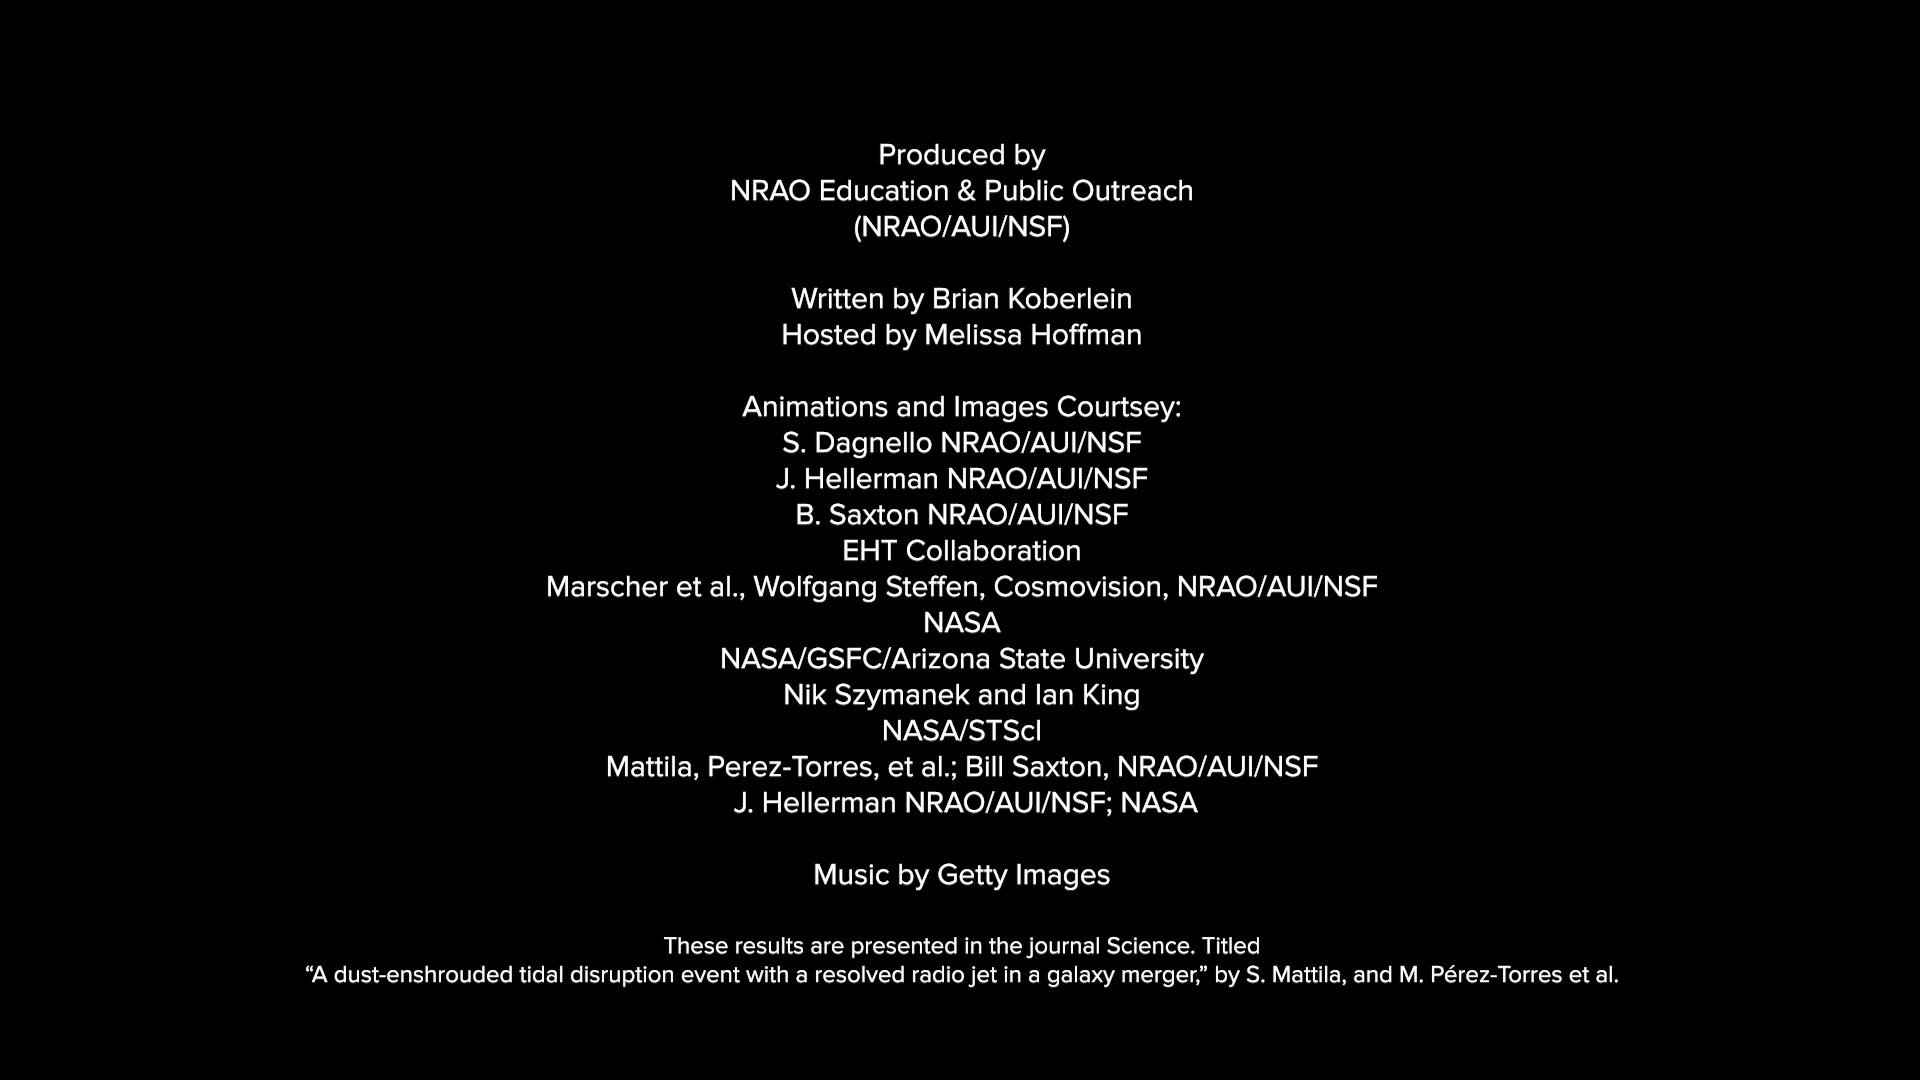 Produced by
NRAO Education & Public Outreach
(NRAO/AUI/NSF)
Written by Brian Koberlein
Hosted by Melissa Hoffman
Animations and Images Courtsey:
S. Dagnello NRAO/AUI/NSF
J. Hellerman NRAO/AUI/NSF
B. Saxton NRAO/AUI/NSF
EHT Collaboration
Marscher et al., Wolfgang Steffen, Cosmovision, NRAO/AUI/NSF
NASA
NASA/GSFC/Arizona State University
Nik Szymanek and Ian King
NASA/STScI
Mattila, Perez-Torres, et al.; Bill Saxton, NRAO/AUI/NSF
J. Hellerman NRAO/AUI/NSF; NASA
Music by Getty Images
These results are presented in the journal Science. Titled
“A dust-enshrouded tidal disruption event with a resolved radio jet in a galaxy merger,” by S. Mattila, and M. Pérez-Torres et al.